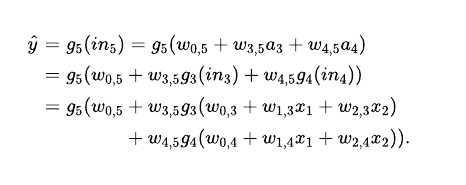 ŷ = g₅(in₅) = g₅(w₀,₅ + w₃,₅a₃ + w₄,₅a₄)
= g₅(w₀,₅ + w₃,₅g₃(in₃) + w₄,₅g₄(in₄))
= g₅(w₀,₅ + w₃,₅g₃(w₀,₃ + w₁,₃x₁ + w₂,₃x₂)
+ w₄,₅g₄(w₀,₄ + w₁,₄x₁ + w₂,₄x₂)).